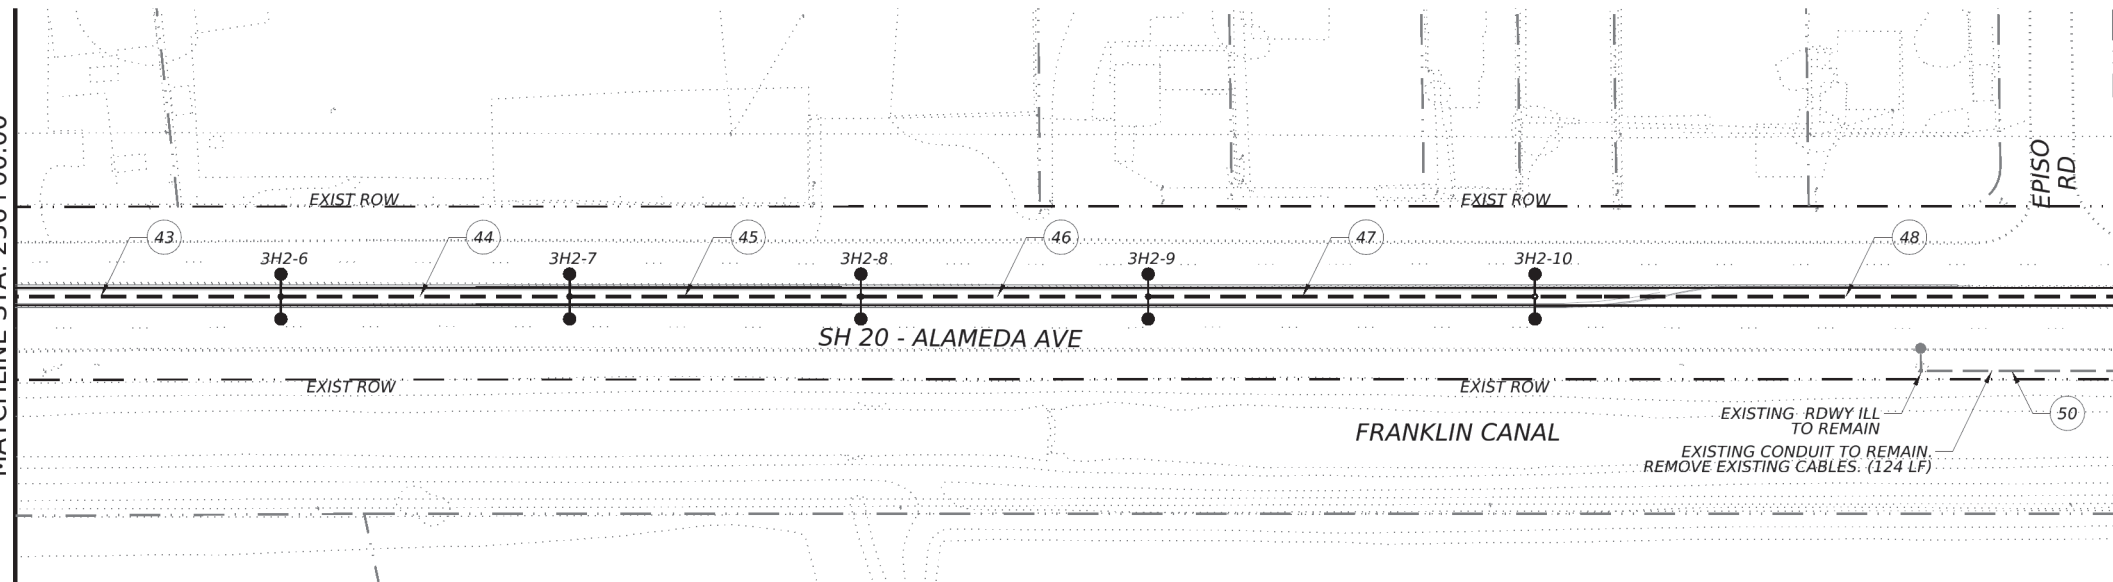 MATCHLINE STA.
EPISO
RD.
EXIST ROW
EXIST ROW
43
44
45
46
47
48
3H2-6
3H2-7
3H2-8
3H2-9
3H2-10
SH 20 - ALAMEDA AVE
EXIST ROW
EXIST ROW
EXISTING RDWY ILL
TO REMAIN
50
FRANKLIN CANAL
EXISTING CONDUIT TO REMAIN.
REMOVE EXISTING CABLES. (124 LF)